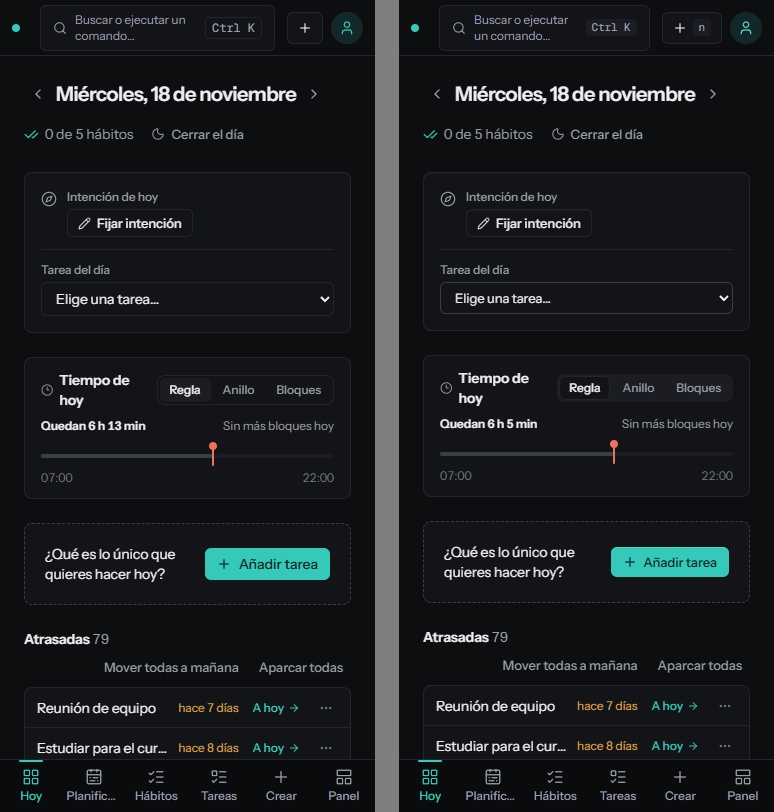 Buscar o ejecutar un
comando...
Ctrl K
Miércoles, 18 de noviembre
0 de 5 hábitos
Cerrar el día
Intención de hoy
Fijar intención
Tarea del día
Elige una tarea...
Tiempo de
hoy
Regla
Anillo
Bloques
Quedan 6 h 13 min
Sin más bloques hoy
07:00
22:00
¿Qué es lo único que
quieres hacer hoy?
Añadir tarea
Atrasadas 79
Mover todas a mañana
Aparcar todas
Reunión de equipo
hace 7 días
A hoy
Estudiar para el cur...
hace 8 días
A hoy
Hoy
Planific...
Hábitos
Tareas
Crear
Panel
Buscar o ejecutar
un comando...
Ctrl K
n
Miércoles, 18 de noviembre
0 de 5 hábitos
Cerrar el día
Intención de hoy
Fijar intención
Tarea del día
Elige una tarea...
Tiempo de
hoy
Regla
Anillo
Bloques
Quedan 6 h 5 min
Sin más bloques hoy
07:00
22:00
¿Qué es lo único que
quieres hacer hoy?
Añadir tarea
Atrasadas 79
Mover todas a mañana
Aparcar todas
Reunión de equipo
hace 7 días
A hoy
Estudiar para el cur...
hace 8 días
A hoy
Hoy
Planific...
Hábitos
Tareas
Crear
Panel